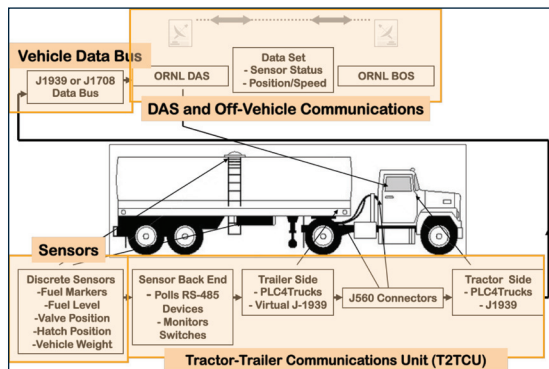 Vehicle Data Bus
J1939 or J1708
Data Bus
ORNL DAS
Data Set
- Sensor Status
- Position/Speed
ORNL BOS
DAS and Off-Vehicle Communications
Sensors
Discrete Sensors
-Fuel Markers
-Fuel Level
-Valve Position
-Hatch Position
-Vehicle Weight
Sensor Back End
- Polls RS-485
Devices
- Monitors
Switches
Trailer Side
- PLC4Trucks
- Virtual J-1939
J560 Connectors
Tractor Side
- PLC4Trucks
- J1939
Tractor-Trailer Communications Unit (T2TCU)